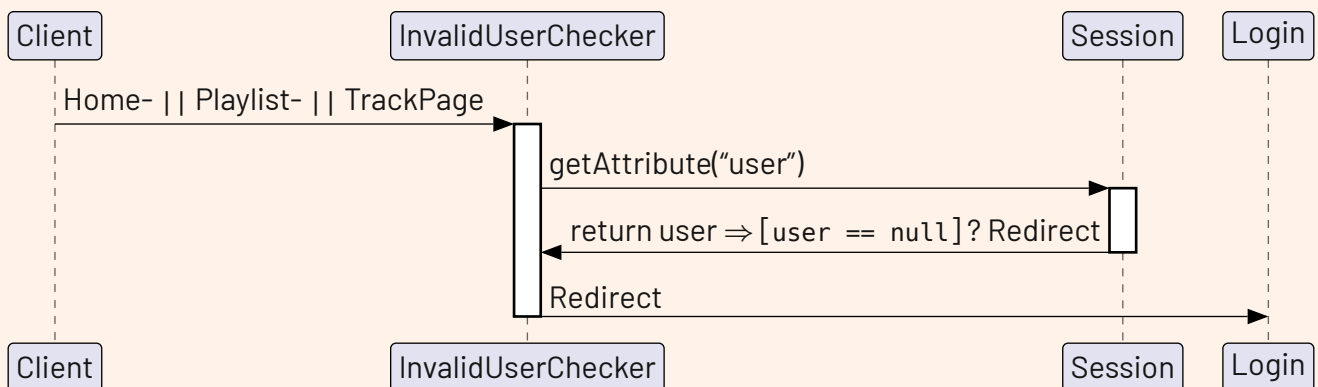 Client InvalidUserChecker Session Login
Home- || Playlist- || TrackPage
getAttribute(“user”)
return user ⇒ [user == null]? Redirect
Redirect
Client InvalidUserChecker Session Login